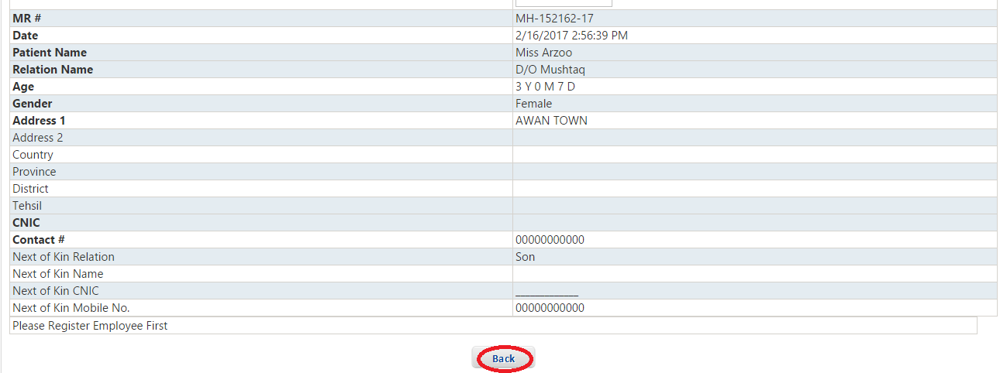 MR # MH-152162-17
Date 2/16/2017 2:56:39 PM
Patient Name Miss Arzoo
Relation Name D/O Mushtaq
Age 3 Y 0 M 7 D
Gender Female
Address 1 AWAN TOWN
Address 2
Country
Province
District
Tehsil
CNIC
Contact # 00000000000
Next of Kin Relation Son
Next of Kin Name
Next of Kin CNIC _____________
Next of Kin Mobile No. 00000000000
Please Register Employee First
Back